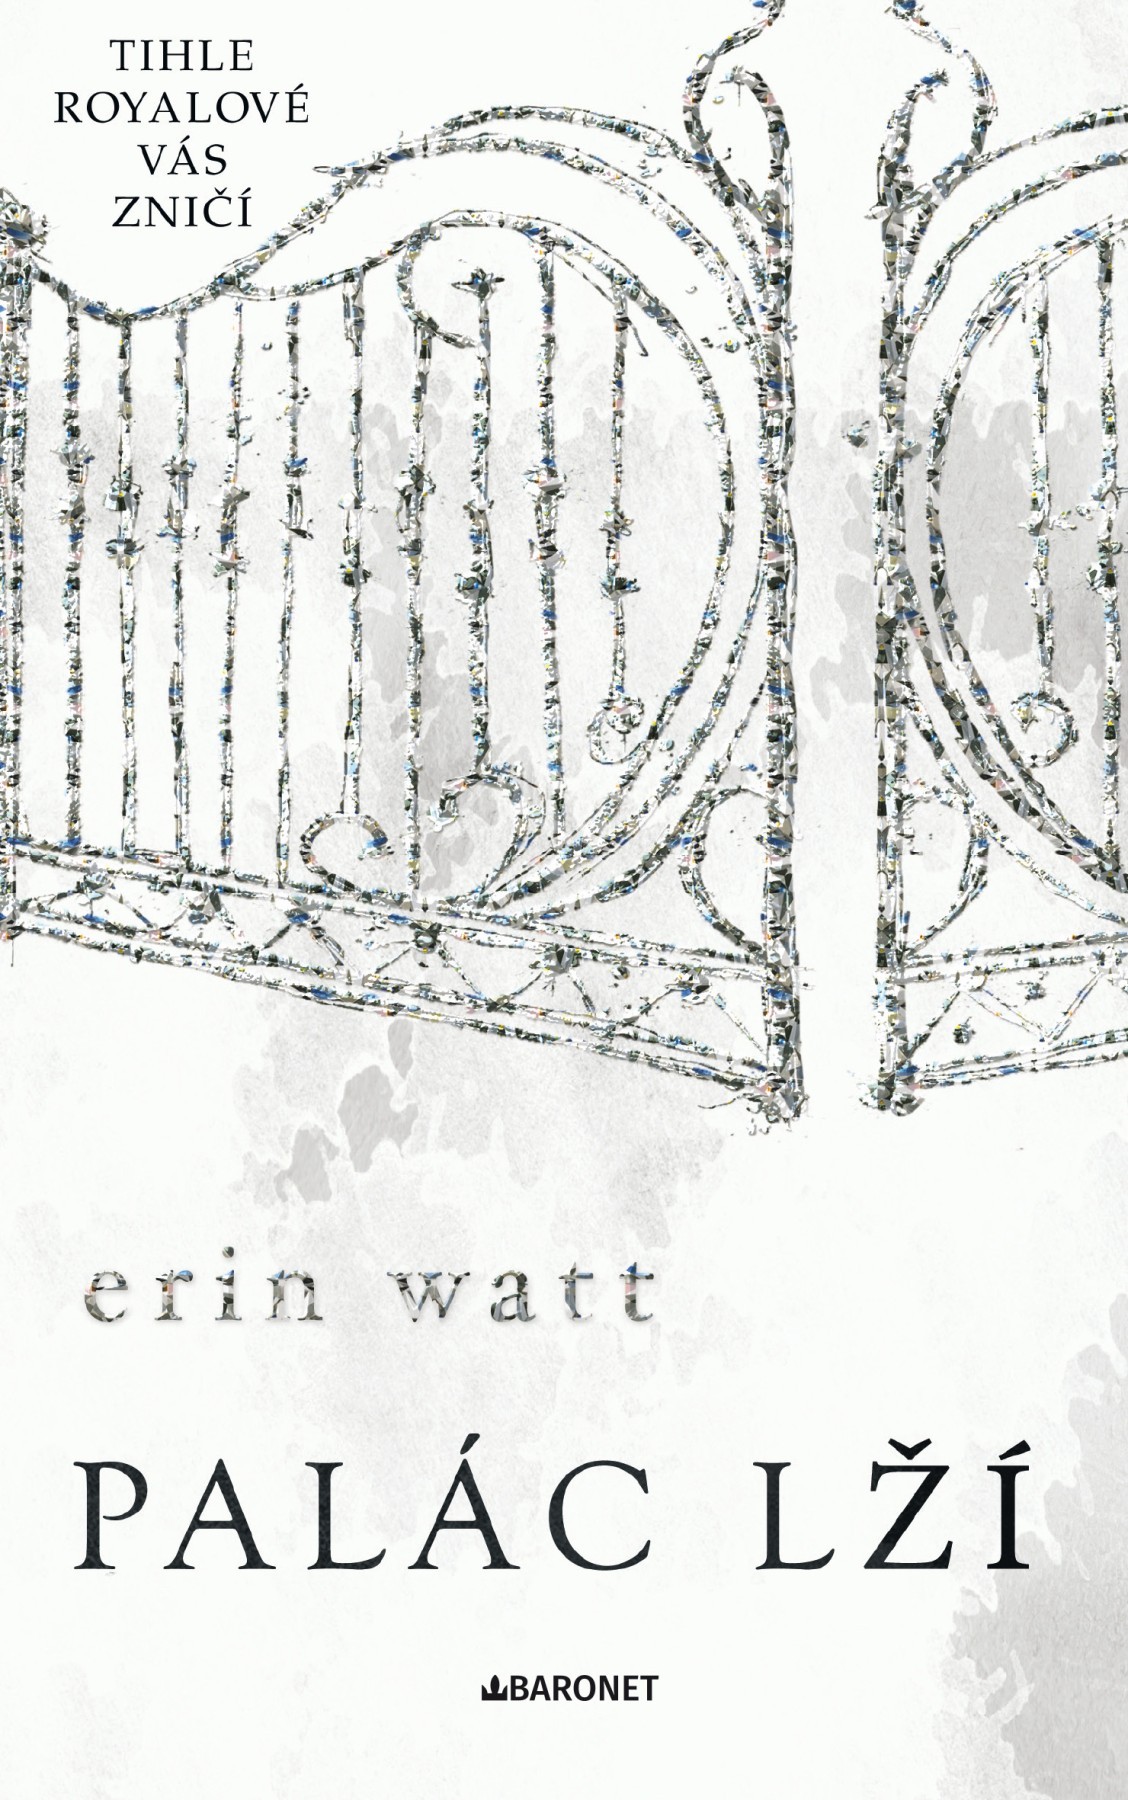 TIHLE
ROYALOVÉ
VÁS
ZNIČÍ
erin watt
PALÁC LŽÍ
BARONET